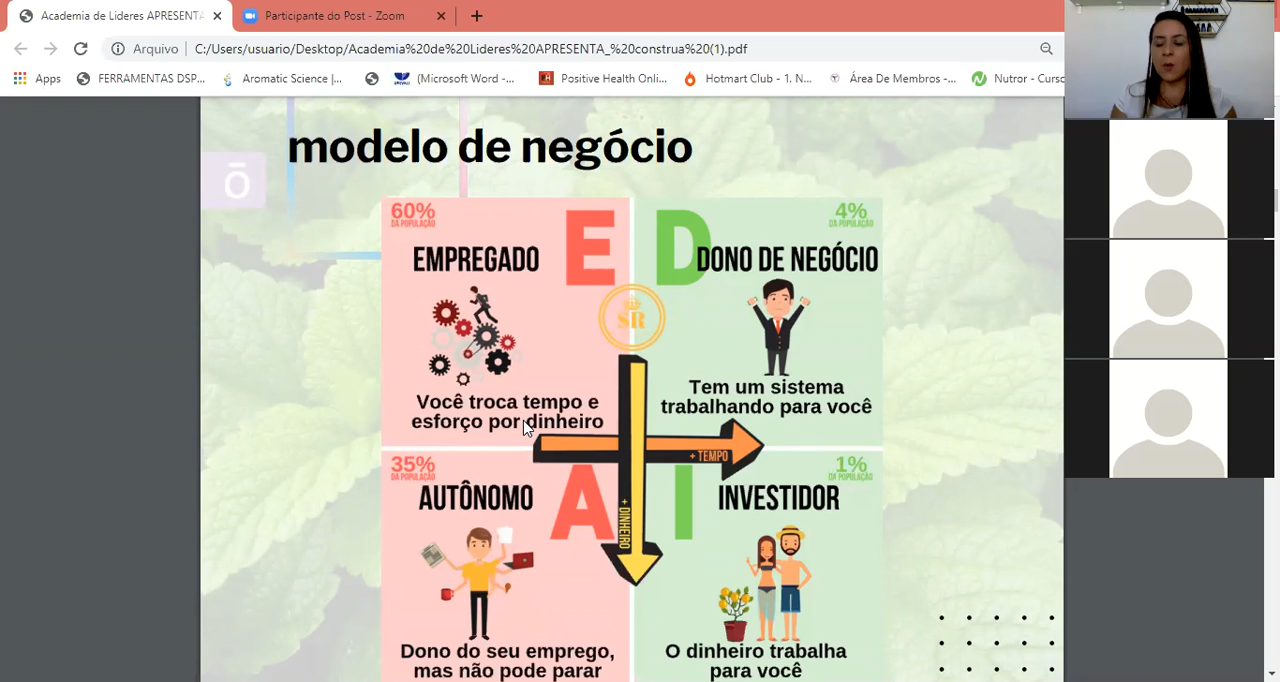 Academia de Lideres APRESENTA
Participante do Post - Zoom
Arquivo
C:/Users/usuario/Desktop/Academia%20de%20Lideres%20APRESENTA_%20construa%20(1).pdf
Apps
FERRAMENTAS DSP...
Aromatic Science |...
(Microsoft Word -...
Positive Health Onli...
Hotmart Club - 1. N...
Área De Membros -...
Nutror - Curso
modelo de negócio
ō
60%
DA POPULAÇÃO
E
EMPREGADO
Você troca tempo e
esforço por dinheiro
4%
DA POPULAÇÃO
D
DONO DE NEGÓCIO
Tem um sistema
trabalhando para você
SR
+ TEMPO
+ DINHEIRO
35%
DA POPULAÇÃO
A
AUTÔNOMO
Dono do seu emprego,
mas não pode parar
1%
DA POPULAÇÃO
I
INVESTIDOR
O dinheiro trabalha
para você